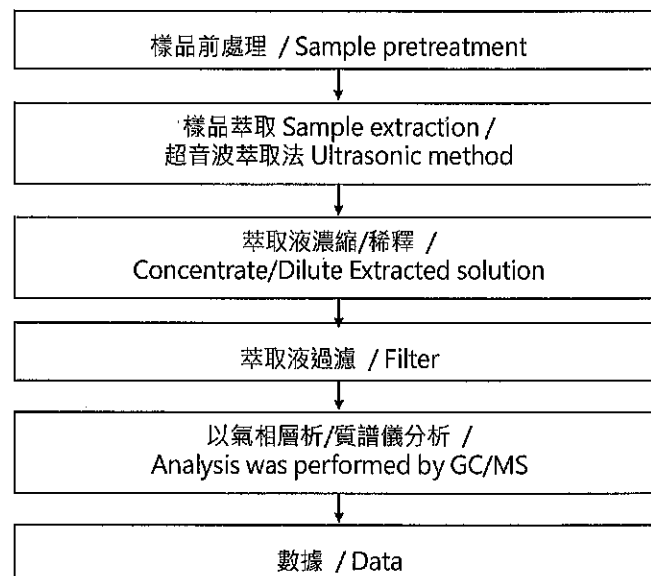 樣品前處理 / Sample pretreatment
樣品萃取 Sample extraction /
超音波萃取法 Ultrasonic method
萃取液濃縮/稀釋 /
Concentrate/Dilute Extracted solution
萃取液過濾 / Filter
以氣相層析/質譜儀分析 /
Analysis was performed by GC/MS
數據 / Data